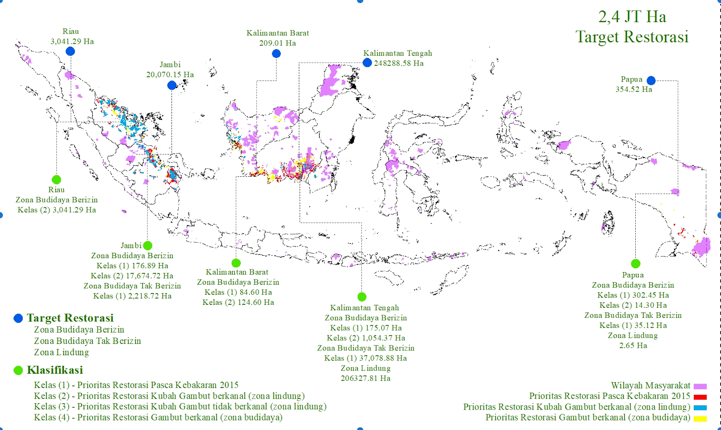 2,4 JT Ha
Target Restorasi
Riau
3,041.29 Ha
Jambi
20,070.15 Ha
Kalimantan Barat
209.01 Ha
Kalimantan Tengah
248288.58 Ha
Papua
354.52 Ha
Riau
Zona Budidaya Berizin
Kelas (2) 3,041.29 Ha
Jambi
Zona Budidaya Berizin
Kelas (1) 176.89 Ha
Kelas (2) 17,674.72 Ha
Zona Budidaya Tak Berizin
Kelas (1) 2,218.72 Ha
Kalimantan Barat
Zona Budidaya Berizin
Kelas (1) 84.60 Ha
Kelas (2) 124.60 Ha
Kalimantan Tengah
Zona Budidaya Berizin
Kelas (1) 175.07 Ha
Kelas (2) 1,054.37 Ha
Zona Budidaya Tak Berizin
Kelas (1) 37,078.88 Ha
Zona Lindung
206327.81 Ha
Papua
Zona Budidaya Berizin
Kelas (1) 302.45 Ha
Kelas (2) 14.30 Ha
Zona Budidaya Tak Berizin
Kelas (1) 35.12 Ha
Zona Lindung
2.65 Ha
Target Restorasi
Zona Budidaya Berizin
Zona Budidaya Tak Berizin
Zona Lindung
Klasifikasi
Kelas (1) - Prioritas Restorasi Pasca Kebakaran 2015
Kelas (2) - Prioritas Restorasi Kubah Gambut berkanal (zona lindung)
Kelas (3) - Prioritas Restorasi Kubah Gambut tidak berkanal (zona lindung)
Kelas (4) - Prioritas Restorasi Gambut berkanal (zona budidaya)
Wilayah Masyarakat
Prioritas Restorasi Pasca Kebakaran 2015
Prioritas Restorasi Kubah Gambut berkanal (zona lindung)
Prioritas Restorasi Gambut berkanal (zona budidaya)